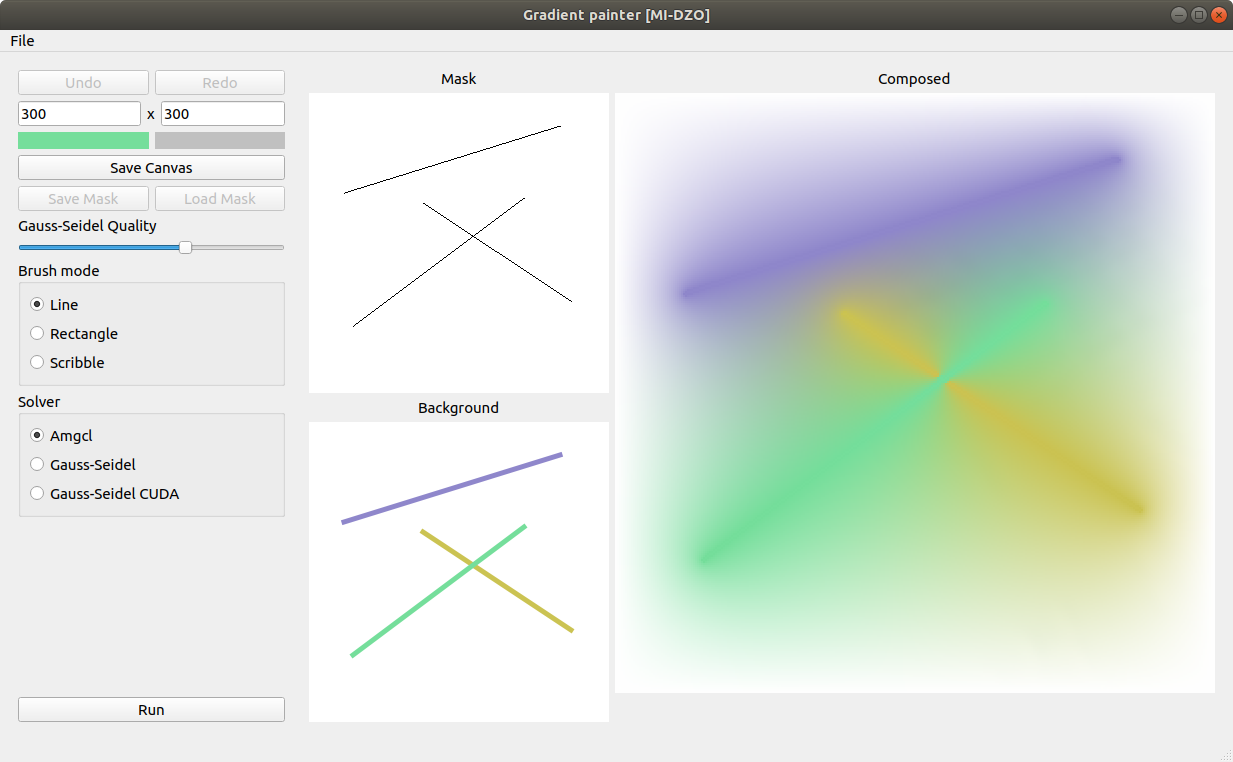 Gradient painter [MI-DZO]
File
Undo
Redo
300 x 300
Save Canvas
Save Mask
Load Mask
Gauss-Seidel Quality
Brush mode
Line
Rectangle
Scribble
Solver
Amgcl
Gauss-Seidel
Gauss-Seidel CUDA
Run
Mask
Background
Composed